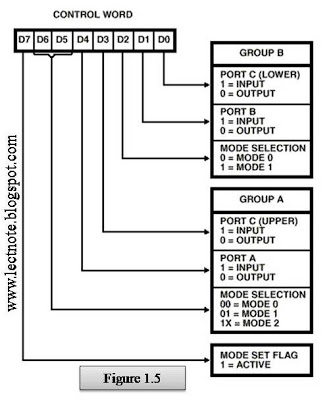 CONTROL WORD
D7 D6 D5 D4 D3 D2 D1 D0
GROUP B
PORT C (LOWER)
1 = INPUT
0 = OUTPUT
PORT B
1 = INPUT
0 = OUTPUT
MODE SELECTION
0 = MODE 0
1 = MODE 1
GROUP A
PORT C (UPPER)
1 = INPUT
0 = OUTPUT
PORT A
1 = INPUT
0 = OUTPUT
MODE SELECTION
00 = MODE 0
01 = MODE 1
1X = MODE 2
MODE SET FLAG
1 = ACTIVE
www.lectnote.blogspot.com
Figure 1.5